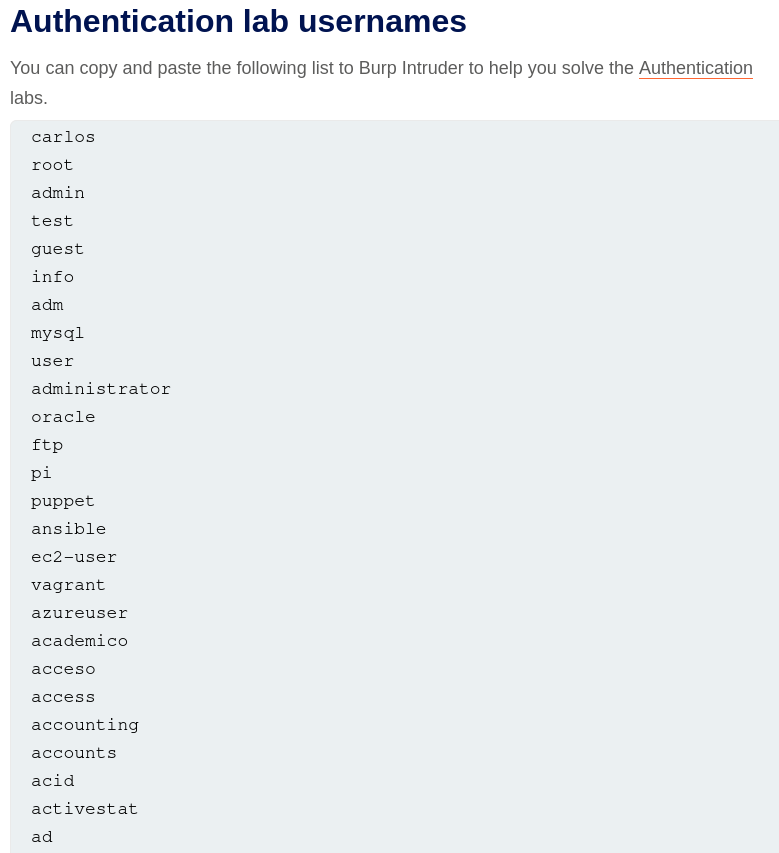 Authentication lab usernames
You can copy and paste the following list to Burp Intruder to help you solve the Authentication
labs.
carlos
root
admin
test
guest
info
adm
mysql
user
administrator
oracle
ftp
pi
puppet
ansible
ec2-user
vagrant
azureuser
academico
acceso
access
accounting
accounts
acid
activestat
ad